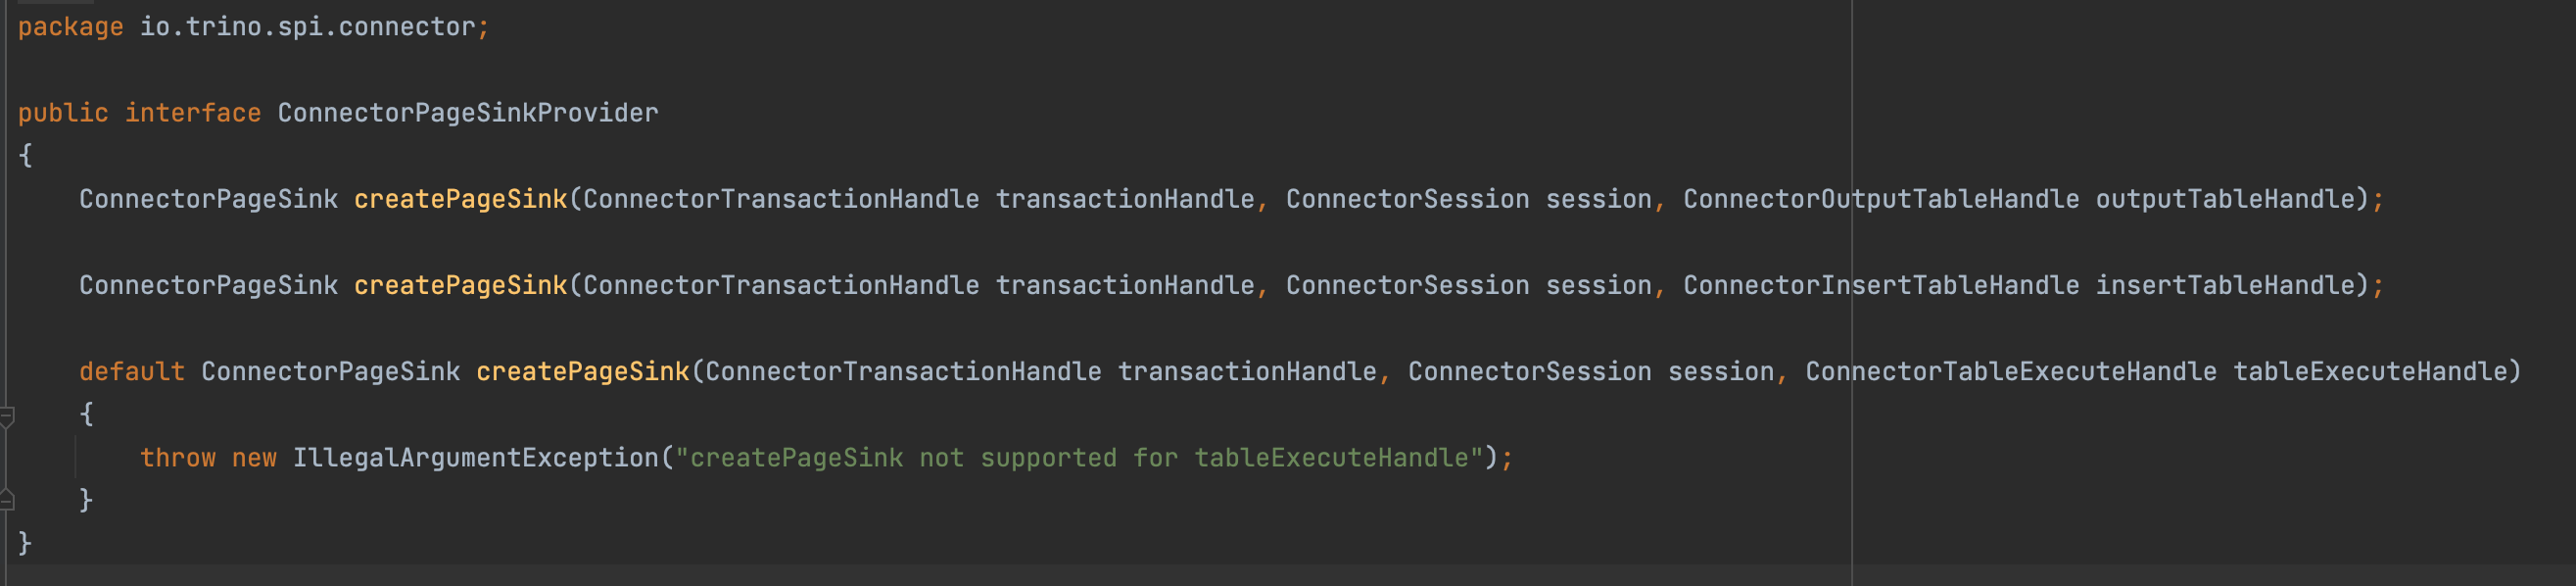 package io.trino.spi.connector;
public interface ConnectorPageSinkProvider
{
    ConnectorPageSink createPageSink(ConnectorTransactionHandle transactionHandle, ConnectorSession session, ConnectorOutputTableHandle outputTableHandle);
    ConnectorPageSink createPageSink(ConnectorTransactionHandle transactionHandle, ConnectorSession session, ConnectorInsertTableHandle insertTableHandle);
    default ConnectorPageSink createPageSink(ConnectorTransactionHandle transactionHandle, ConnectorSession session, ConnectorTableExecuteHandle tableExecuteHandle)
    {
        throw new IllegalArgumentException("createPageSink not supported for tableExecuteHandle");
    }
}